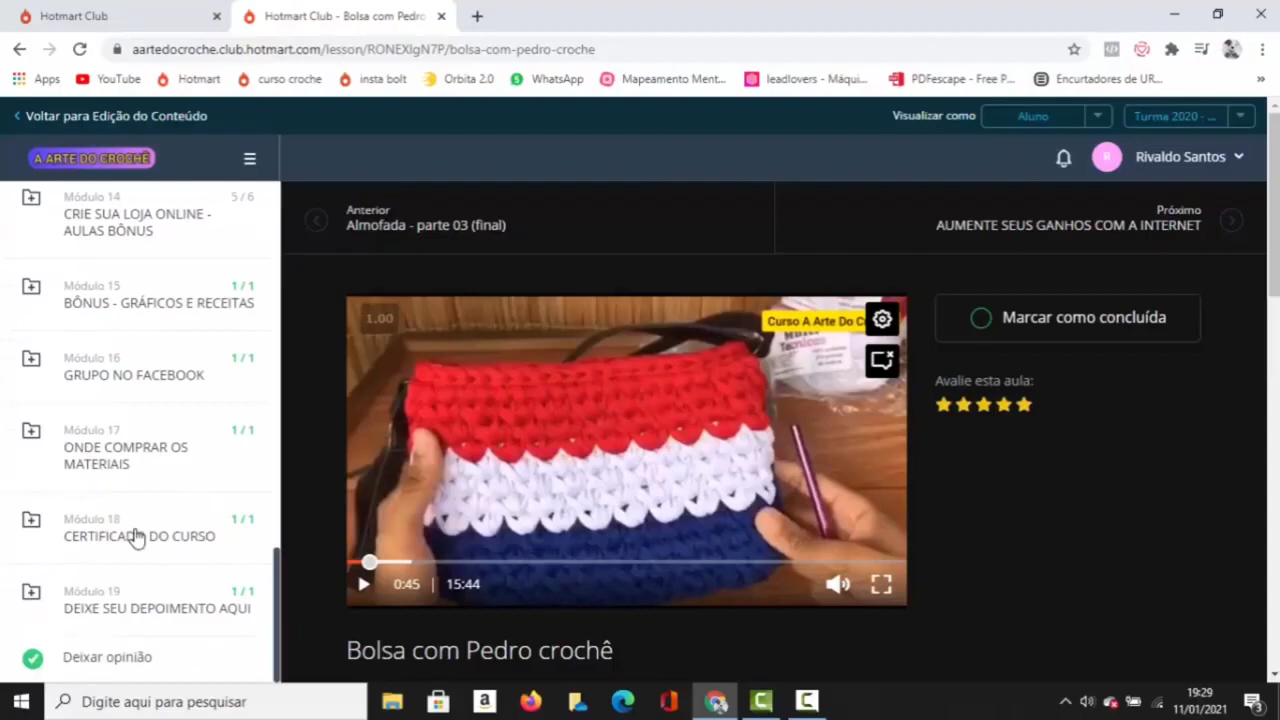 Hotmart Club
Hotmart Club - Bolsa com Pedro
aartedocroche.club.hotmart.com/lesson/RONEXlgN7P/bolsa-com-pedro-croche
Apps YouTube Hotmart curso croche insta bolt Orbita 2.0 WhatsApp Mapeamento Ment... leadlovers - Máqui... PDFescape - Free P... Encurtadores de UR... »
Voltar para Edição do Conteúdo
Visualizar como Aluno Turma 2020 - ...
A ARTE DO CROCHÊ
R Rivaldo Santos
Módulo 14 5 / 6
CRIE SUA LOJA ONLINE -
AULAS BÔNUS
Módulo 15 1 / 1
BÔNUS - GRÁFICOS E RECEITAS
Módulo 16 1 / 1
GRUPO NO FACEBOOK
Módulo 17 1 / 1
ONDE COMPRAR OS
MATERIAIS
Módulo 18 1 / 1
CERTIFICADO DO CURSO
Módulo 19 1 / 1
DEIXE SEU DEPOIMENTO AQUI
Deixar opinião
Anterior
Almofada - parte 03 (final)
Próximo
AUMENTE SEUS GANHOS COM A INTERNET
1.00
Curso A Arte Do C
0:45 15:44
Marcar como concluída
Avalie esta aula:
Bolsa com Pedro crochê
Digite aqui para pesquisar
19:29
11/01/2021
3